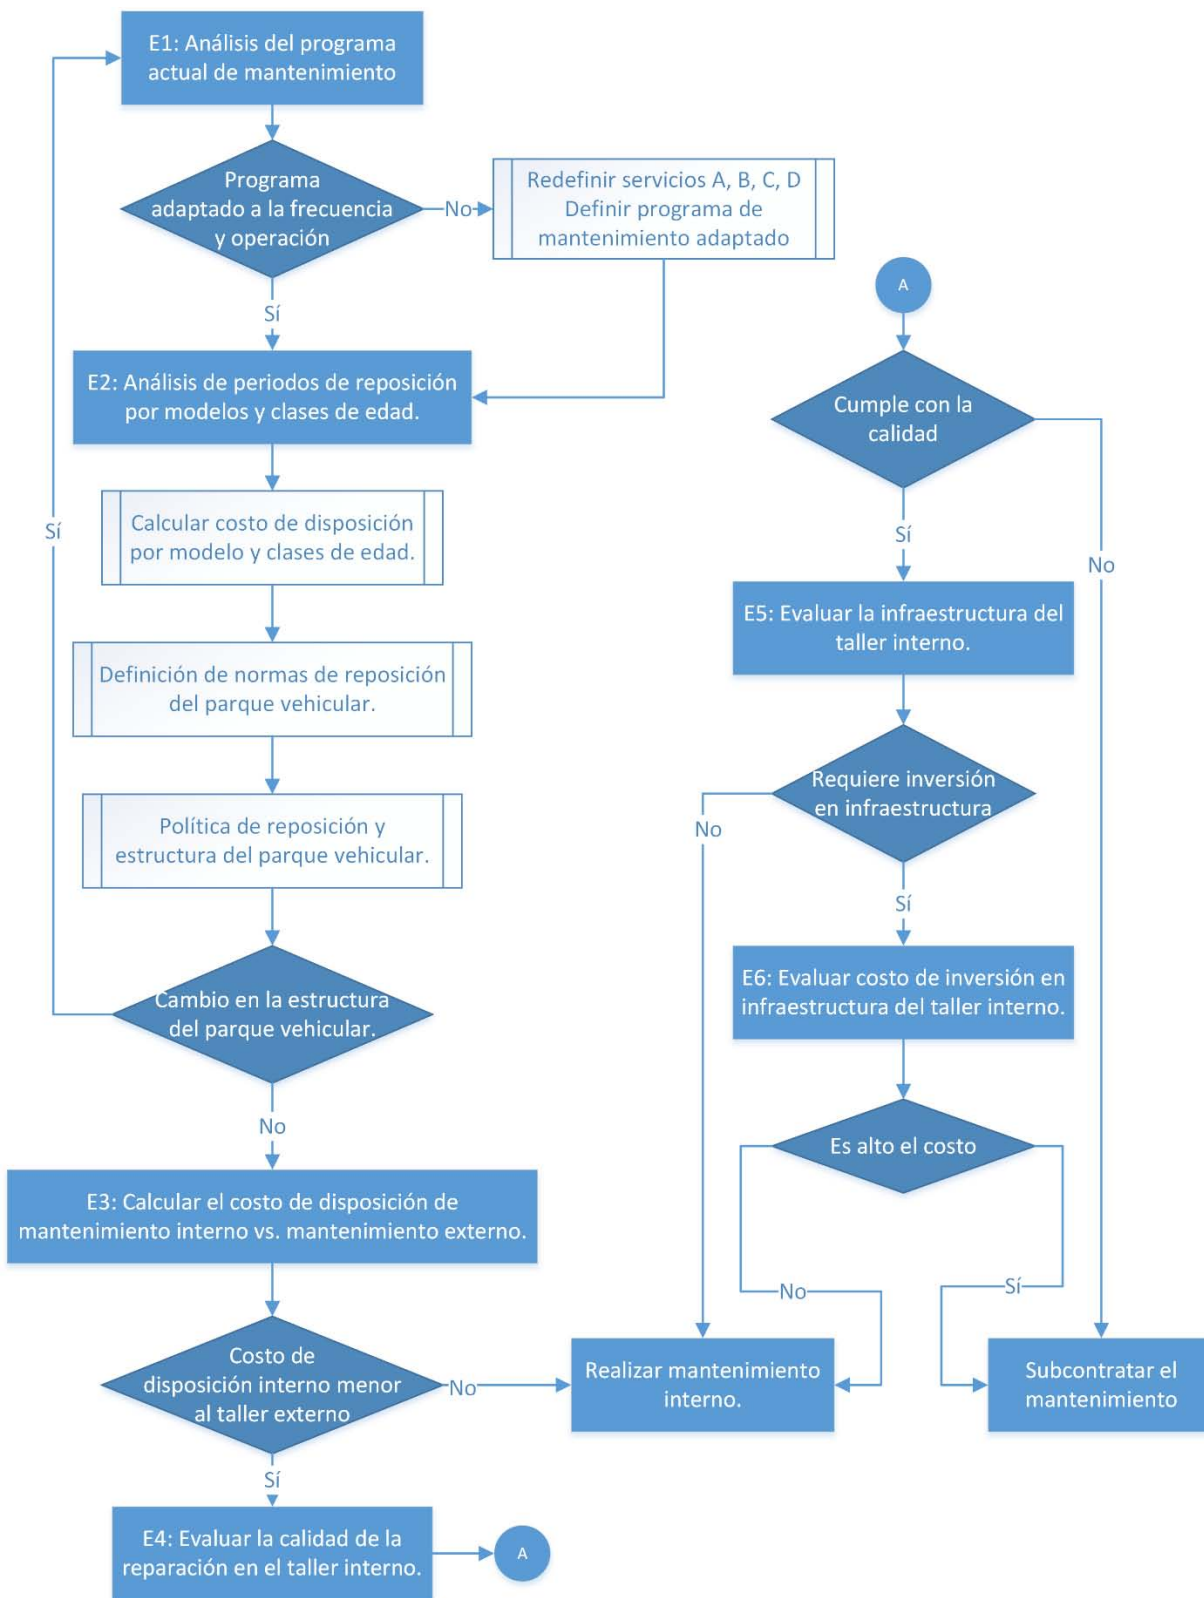 E1: Análisis del programa
actual de mantenimiento
Programa
adaptado a la frecuencia
y operación
No
Redefinir servicios A, B, C, D
Definir programa de
mantenimiento adaptado
Sí
E2: Análisis de periodos de reposición
por modelos y clases de edad.
Calcular costo de disposición
por modelo y clases de edad.
Sí
Definición de normas de reposición
del parque vehicular.
Política de reposición y
estructura del parque vehicular.
Cambio en la estructura
del parque vehicular.
No
E3: Calcular el costo de disposición de
mantenimiento interno vs. mantenimiento externo.
Costo de
disposición interno menor
al taller externo
No
Sí
E4: Evaluar la calidad de la
reparación en el taller interno.
A
A
Cumple con la
calidad
Sí
No
E5: Evaluar la infraestructura del
taller interno.
Requiere inversión
en infraestructura
No
Sí
E6: Evaluar costo de inversión en
infraestructura del taller interno.
Es alto el costo
No
Sí
Realizar mantenimiento
interno.
Subcontratar el
mantenimiento